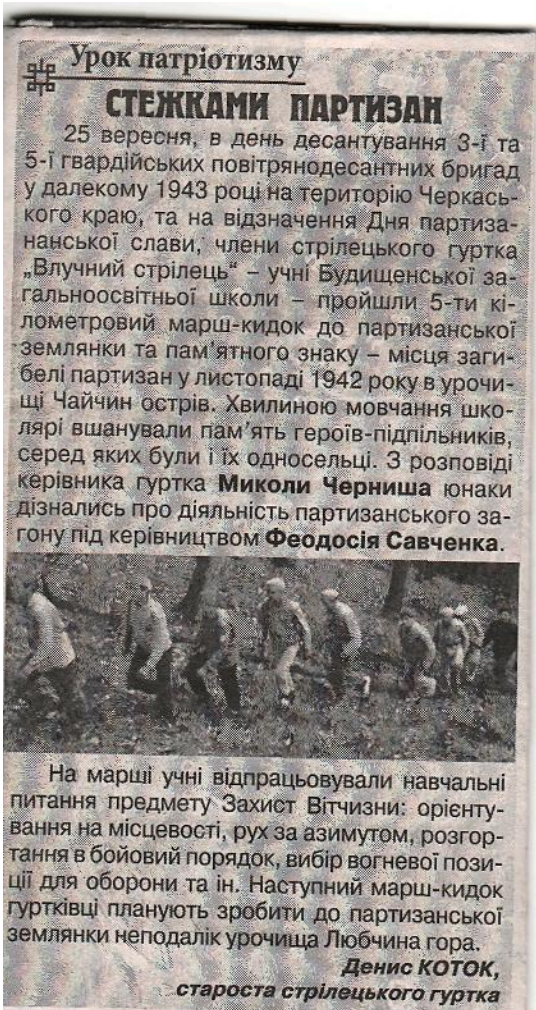 Урок патріотизму
СТЕЖКАМИ ПАРТИЗАН
25 вересня, в день десантування 3-ї та
5-ї гвардійських повітрянодесантних бригад
у далекому 1943 році на територію Черкась-
кого краю, та на відзначення Дня партиза-
нанської слави, члени стрілецького гуртка
„Влучний стрілець“ – учні Будищенської за-
гальноосвітньої школи – пройшли 5-ти кі-
лометровий марш-кидок до партизанської
землянки та пам'ятного знаку – місця заги-
белі партизан у листопаді 1942 року в урочи-
щі Чайчин острів. Хвилиною мовчання шко-
лярі вшанували пам'ять героїв-підпільників,
серед яких були і їх односельці. З розповіді
керівника гуртка Миколи Черниша юнаки
дізнались про діяльність партизанського за-
гону під керівництвом Феодосія Савченка.
На марші учні відпрацьовували навчальні
питання предмету Захист Вітчизни: орієнту-
вання на місцевості, рух за азимутом, розгор-
тання в бойовий порядок, вибір вогневої пози-
ції для оборони та ін. Наступний марш-кидок
гуртківці планують зробити до партизанської
землянки неподалік урочища Любчина гора.
Денис КОТОК,
староста стрілецького гуртка